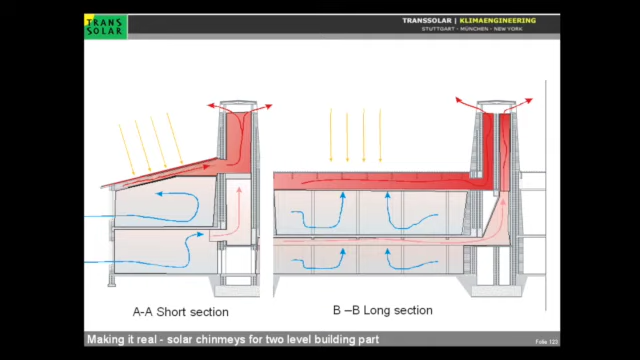 TRANS
SOLAR
TRANSSOLAR | KLIMAENGINEERING
STUTTGART - MÜNCHEN - NEW YORK
A-A Short section
B –B Long section
Making it real - solar chinmeys for two level building part
Folie 133